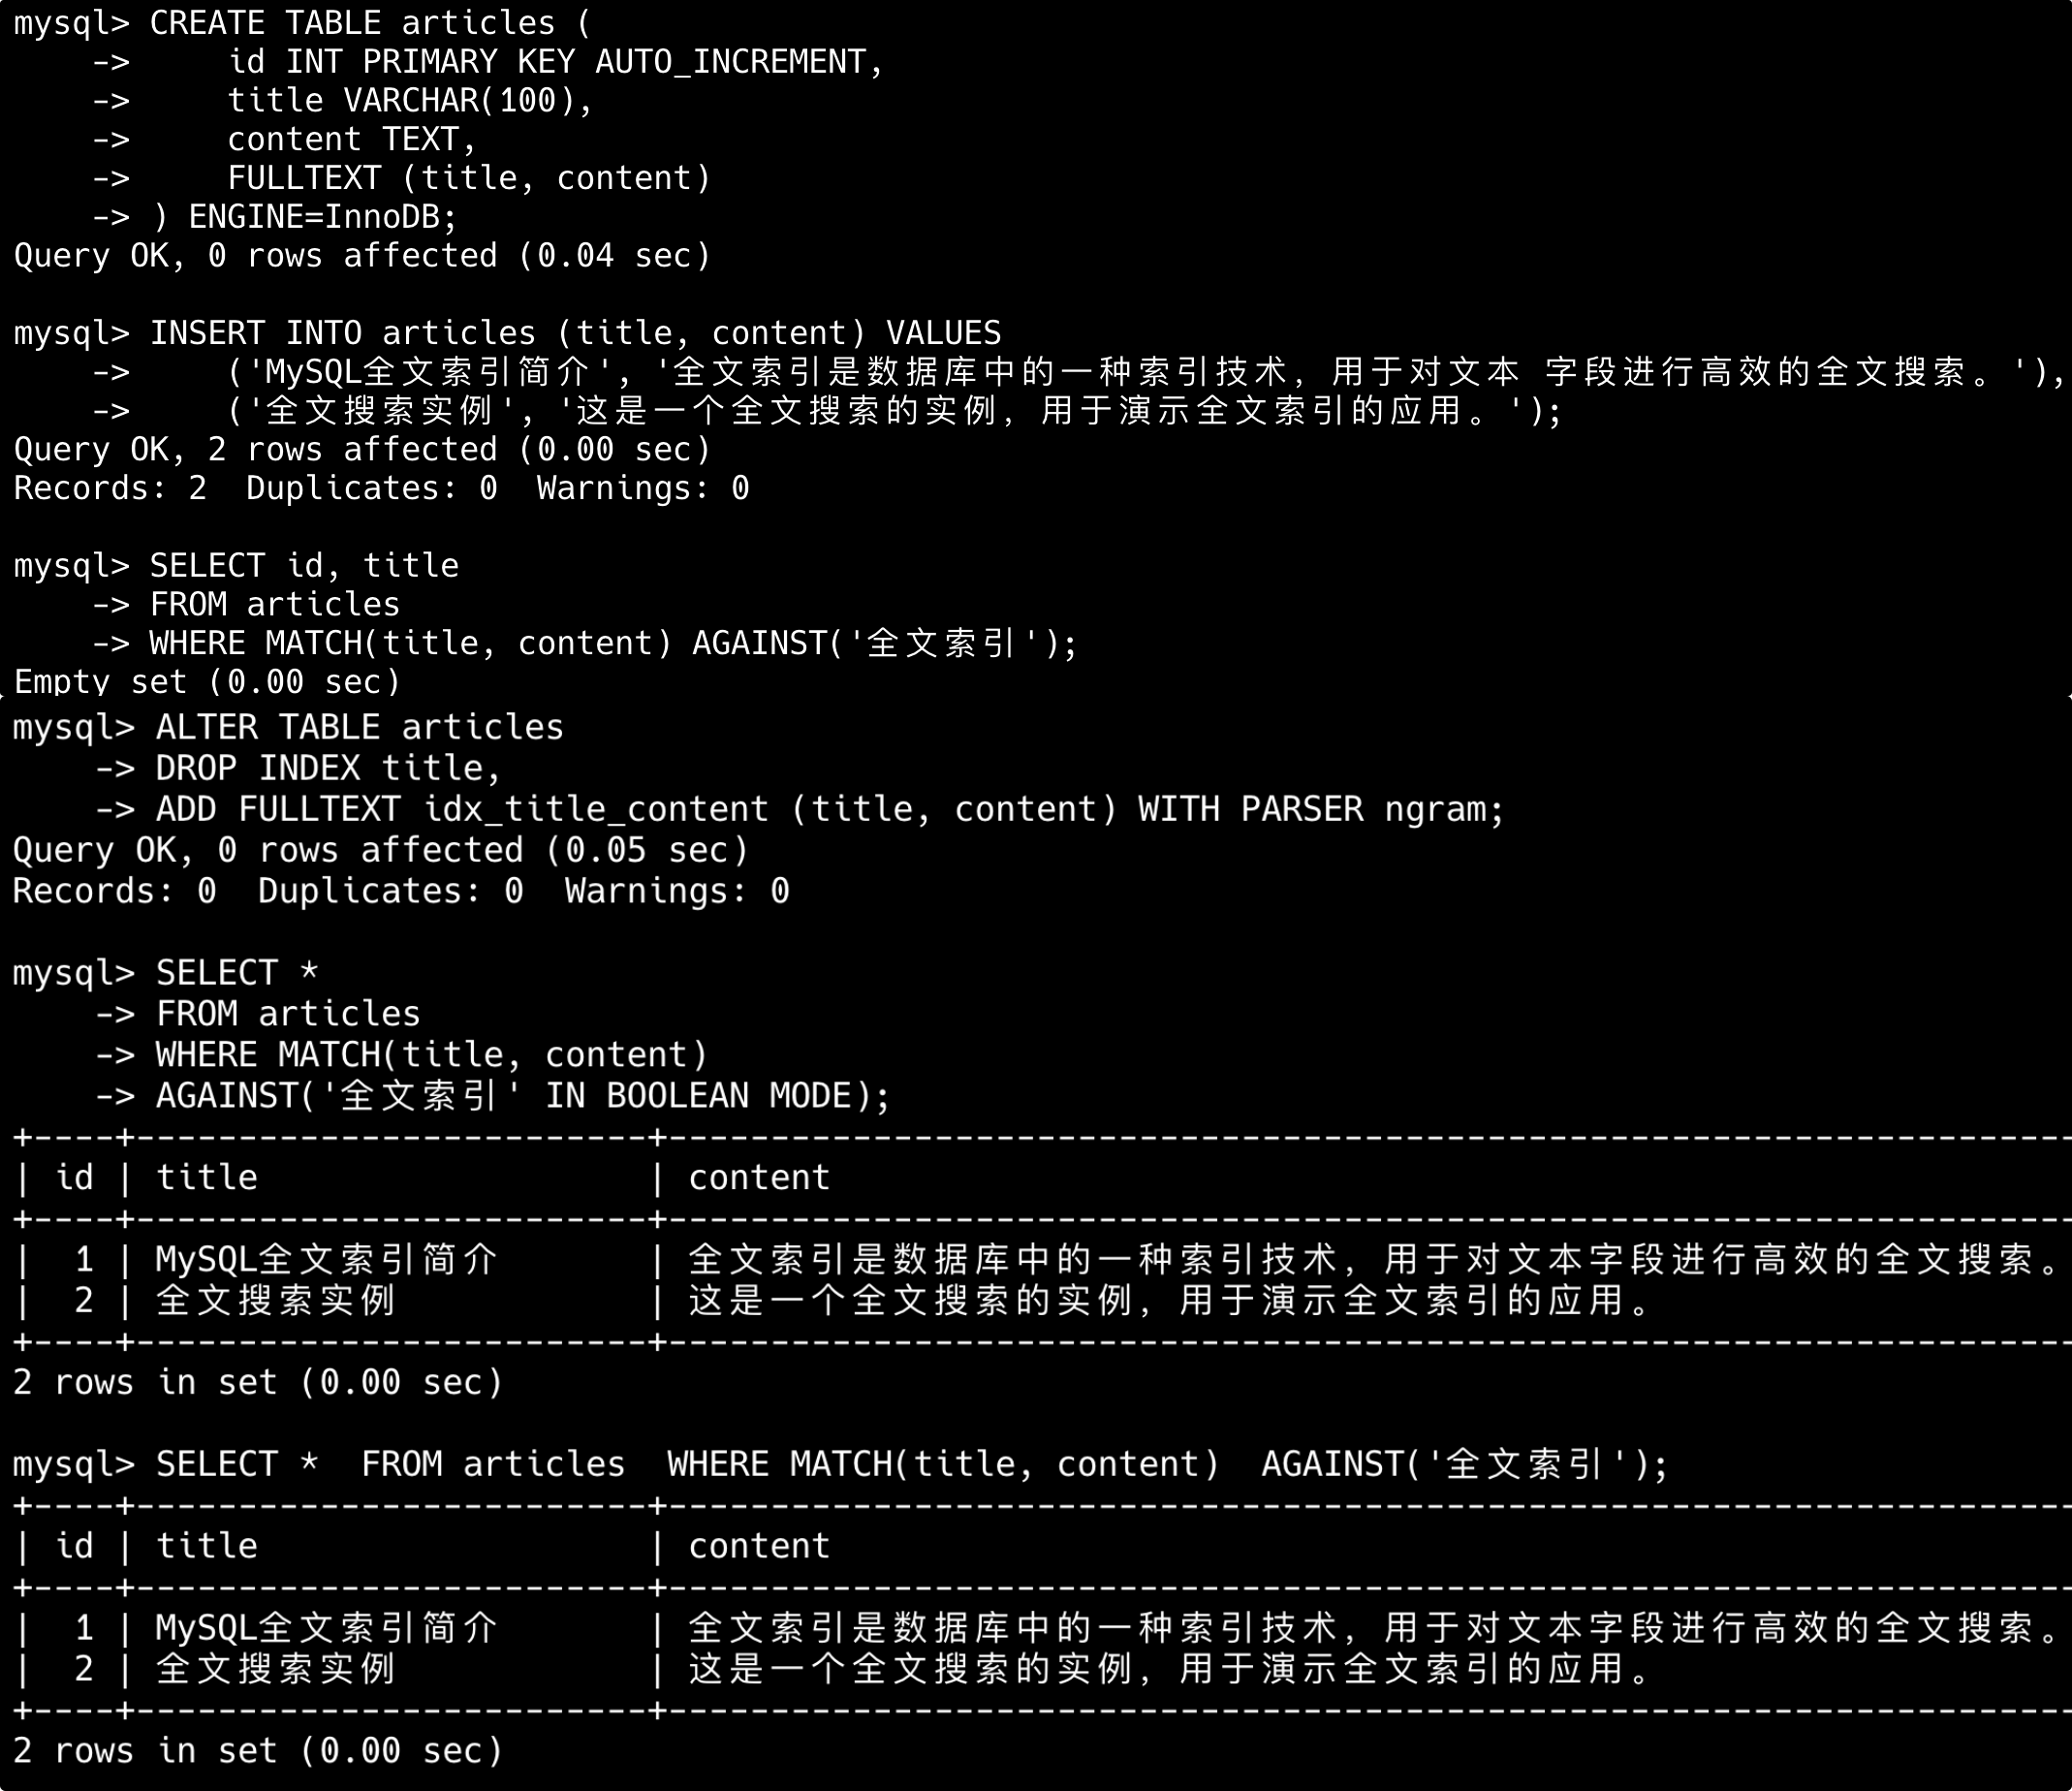 mysql> CREATE TABLE articles (
    ->     id INT PRIMARY KEY AUTO_INCREMENT,
    ->     title VARCHAR(100),
    ->     content TEXT,
    ->     FULLTEXT (title, content)
    -> ) ENGINE=InnoDB;
Query OK, 0 rows affected (0.04 sec)

mysql> INSERT INTO articles (title, content) VALUES
    ->     ('MySQL全文索引简介', '全文索引是数据库中的一种索引技术，用于对文本 字段进行高效的全文搜索。'),
    ->     ('全文搜索实例', '这是一个全文搜索的实例，用于演示全文索引的应用。');
Query OK, 2 rows affected (0.00 sec)
Records: 2  Duplicates: 0  Warnings: 0

mysql> SELECT id, title
    -> FROM articles
    -> WHERE MATCH(title, content) AGAINST('全文索引');
Empty set (0.00 sec)
mysql> ALTER TABLE articles
    -> DROP INDEX title,
    -> ADD FULLTEXT idx_title_content (title, content) WITH PARSER ngram;
Query OK, 0 rows affected (0.05 sec)
Records: 0  Duplicates: 0  Warnings: 0

mysql> SELECT *
    -> FROM articles
    -> WHERE MATCH(title, content)
    -> AGAINST('全文索引' IN BOOLEAN MODE);
+----+-------------------------+--------------------------------------------------------------------
| id | title                   | content
+----+-------------------------+--------------------------------------------------------------------
|  1 | MySQL全文索引简介       | 全文索引是数据库中的一种索引技术，用于对文本字段进行高效的全文搜索。
|  2 | 全文搜索实例            | 这是一个全文搜索的实例，用于演示全文索引的应用。
+----+-------------------------+--------------------------------------------------------------------
2 rows in set (0.00 sec)

mysql> SELECT *  FROM articles  WHERE MATCH(title, content)  AGAINST('全文索引');
+----+-------------------------+--------------------------------------------------------------------
| id | title                   | content
+----+-------------------------+--------------------------------------------------------------------
|  1 | MySQL全文索引简介       | 全文索引是数据库中的一种索引技术，用于对文本字段进行高效的全文搜索。
|  2 | 全文搜索实例            | 这是一个全文搜索的实例，用于演示全文索引的应用。
+----+-------------------------+--------------------------------------------------------------------
2 rows in set (0.00 sec)